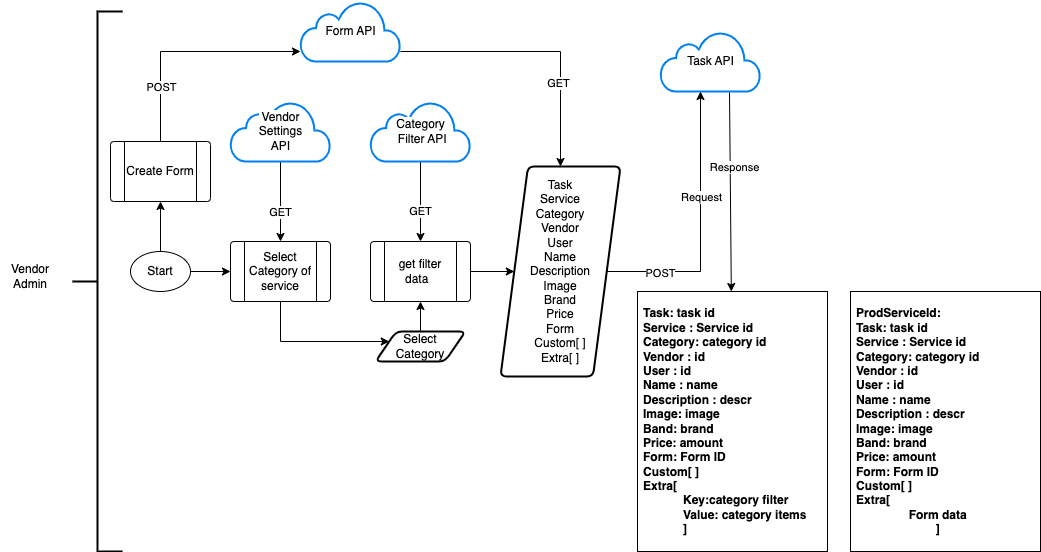 Form API
Task API
POST
GET
Vendor
Settings
API
Category
Filter API
Response
Create Form
Request
GET
GET
Vendor
Admin
Start
Select
Category of
service
get filter
data
Select
Category
Task
Service
Category
Vendor
User
Name
Description
Image
Brand
Price
Form
Custom[ ]
Extra[ ]
POST
Task: task id
Service : Service id
Category: category id
Vendor : id
User : id
Name : name
Description : descr
Image: image
Band: brand
Price: amount
Form: Form ID
Custom[ ]
Extra[
Key:category filter
Value: category items
]
ProdServiceId:
Task: task id
Service : Service id
Category: category id
Vendor : id
User : id
Name : name
Description : descr
Image: image
Band: brand
Price: amount
Form: Form ID
Custom[ ]
Extra[
Form data
]